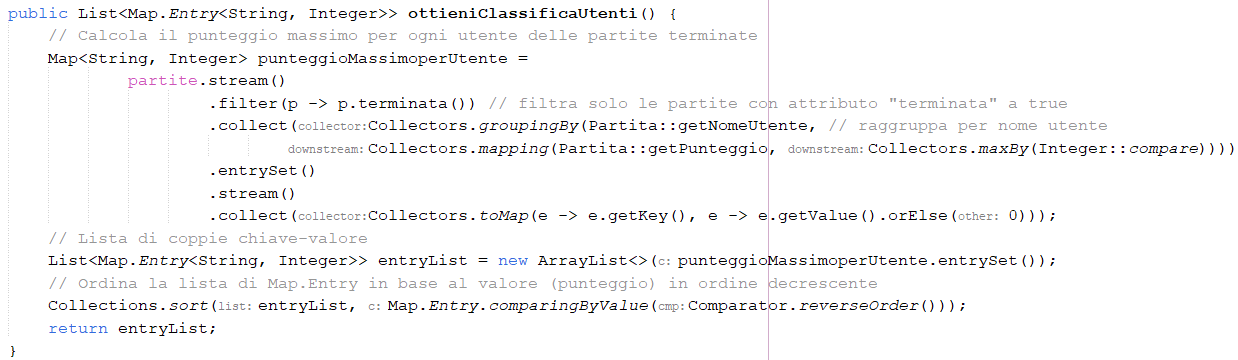 public List<Map.Entry<String, Integer>> ottieniClassificaUtenti() {
// Calcola il punteggio massimo per ogni utente delle partite terminate
Map<String, Integer> punteggioMassimoperUtente =
partite.stream()
.filter(p -> p.terminata()) // filtra solo le partite con attributo "terminata" a true
.collect(collector:Collectors.groupingBy(Partita::getNomeUtente, // raggruppa per nome utente
downstream:Collectors.mapping(Partita::getPunteggio, downstream:Collectors.maxBy(Integer::compare))))
.entrySet()
.stream()
.collect(collector:Collectors.toMap(e -> e.getKey(), e -> e.getValue().orElse(other: 0)));
// Lista di coppie chiave-valore
List<Map.Entry<String, Integer>> entryList = new ArrayList<>(c: punteggioMassimoperUtente.entrySet());
// Ordina la lista di Map.Entry in base al valore (punteggio) in ordine decrescente
Collections.sort(list: entryList, c: Map.Entry.comparingByValue(cmp:Comparator.reverseOrder()));
return entryList;
}